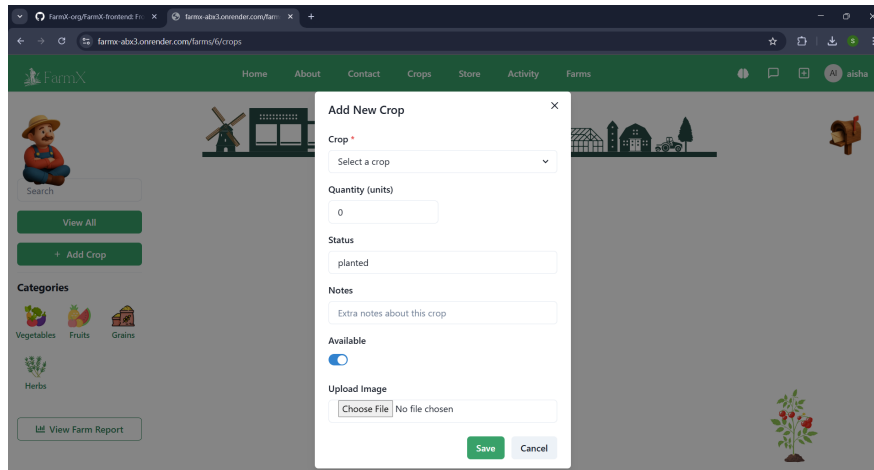 FarmX-org/FarmX-frontend: Fro
farmx-abx3.onrender.com/farm
farmx-abx3.onrender.com/farms/6/crops
S
FarmX
Home About Contact Crops Store Activity Farms
AI aisha
Search
View All
+ Add Crop
Categories
Vegetables Fruits Grains
Herbs
View Farm Report
Add New Crop
Crop *
Select a crop
Quantity (units)
0
Status
planted
Notes
Extra notes about this crop
Available
Upload Image
Choose File No file chosen
Save Cancel